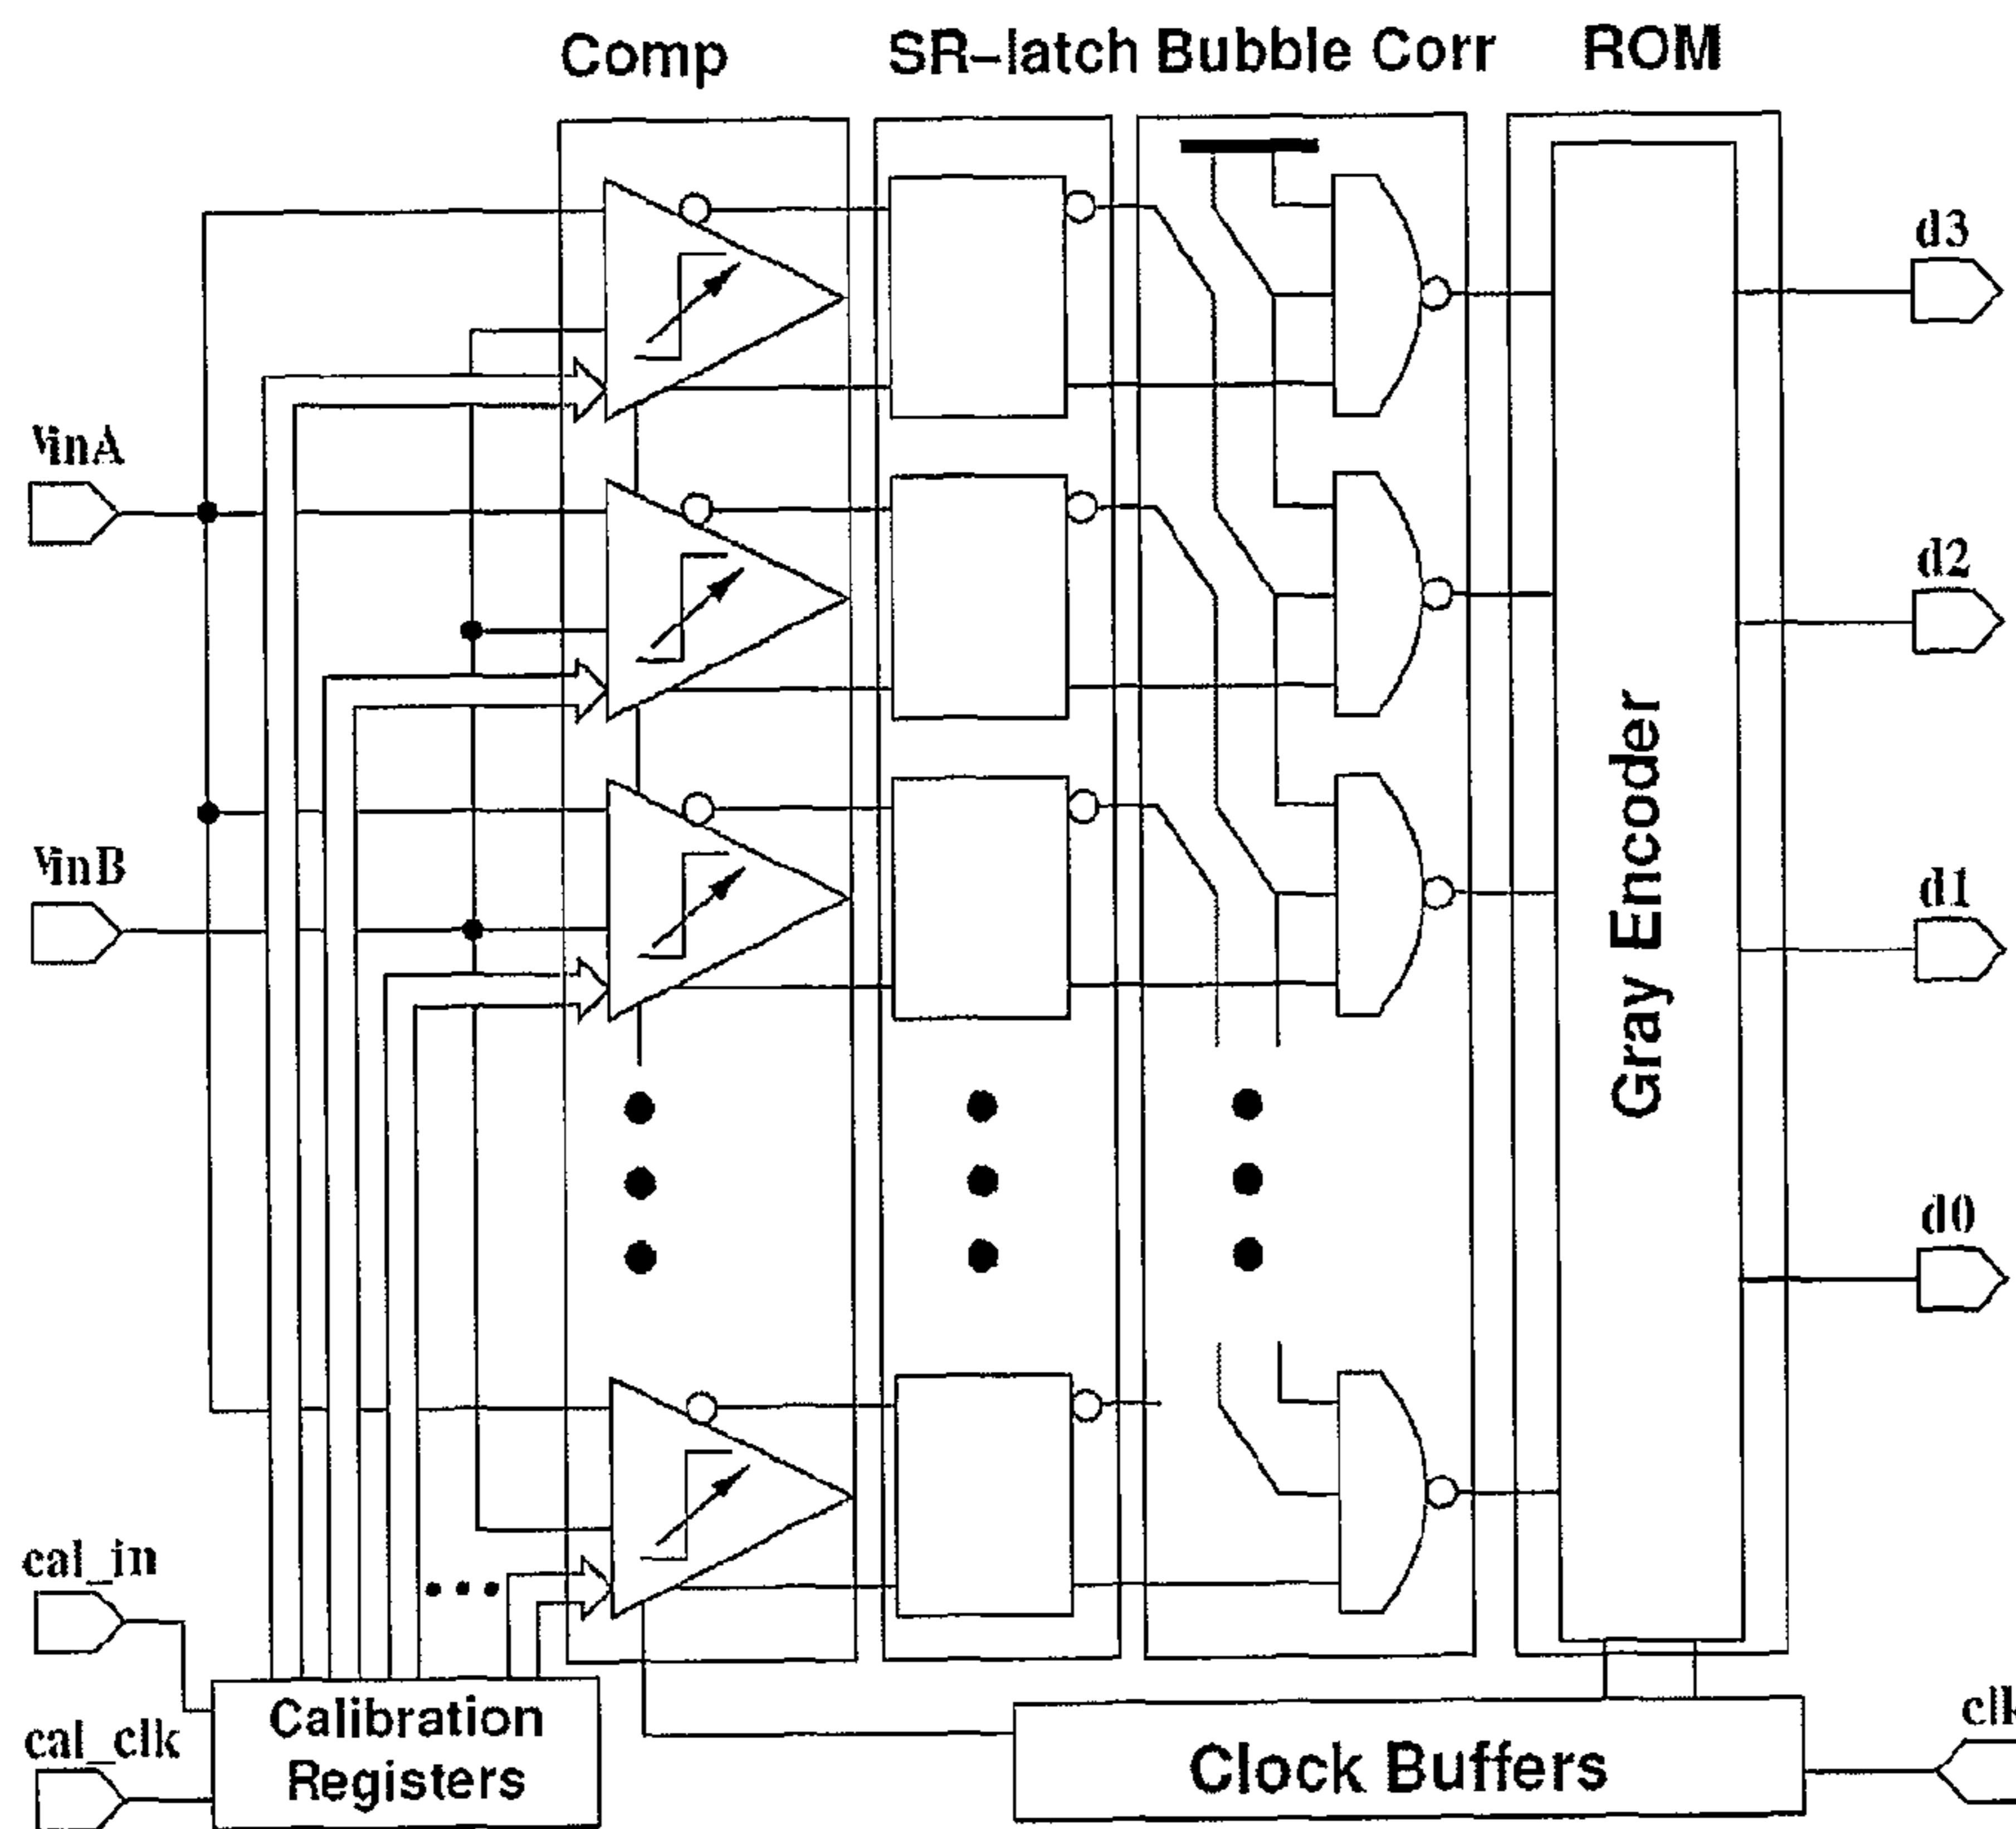 Comp
SR-latch
Bubble Corr
ROM
d3
VinA
d2
VinB
d1
Gray Encoder
d0
cal_in
cal_clk
Calibration
Registers
Clock Buffers
clk